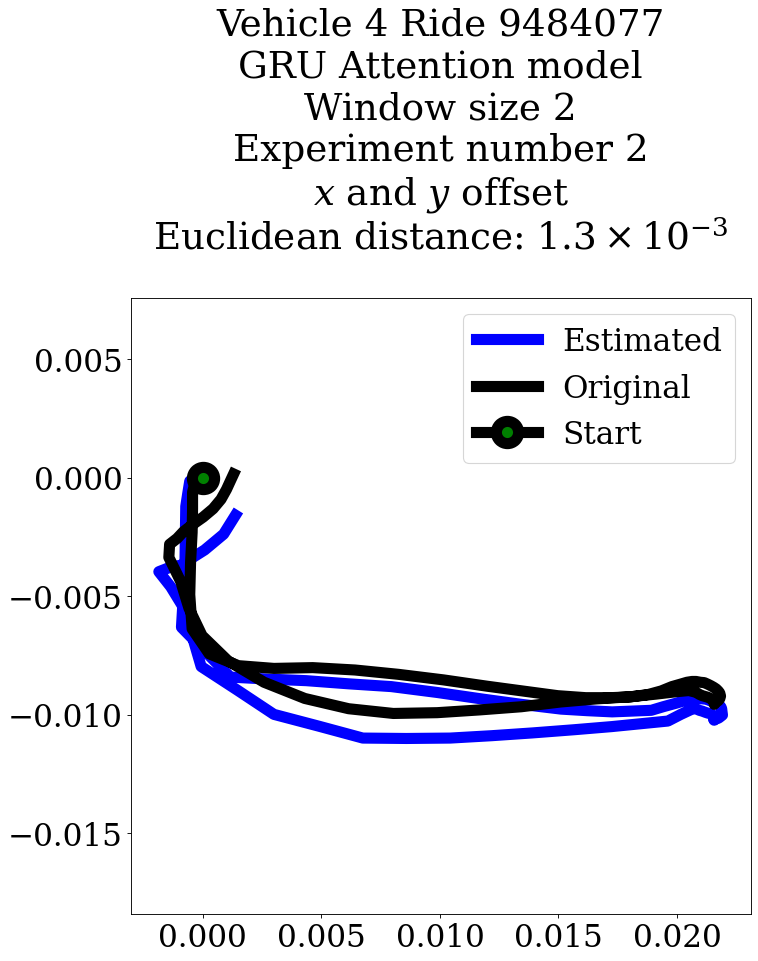 Vehicle 4 Ride 9484077
GRU Attention model
Window size 2
Experiment number 2
x and y offset
Euclidean distance: 1.3 × 10⁻³
Estimated
Original
Start
0.005
0.000
−0.005
−0.010
−0.015
0.000 0.005 0.010 0.015 0.020